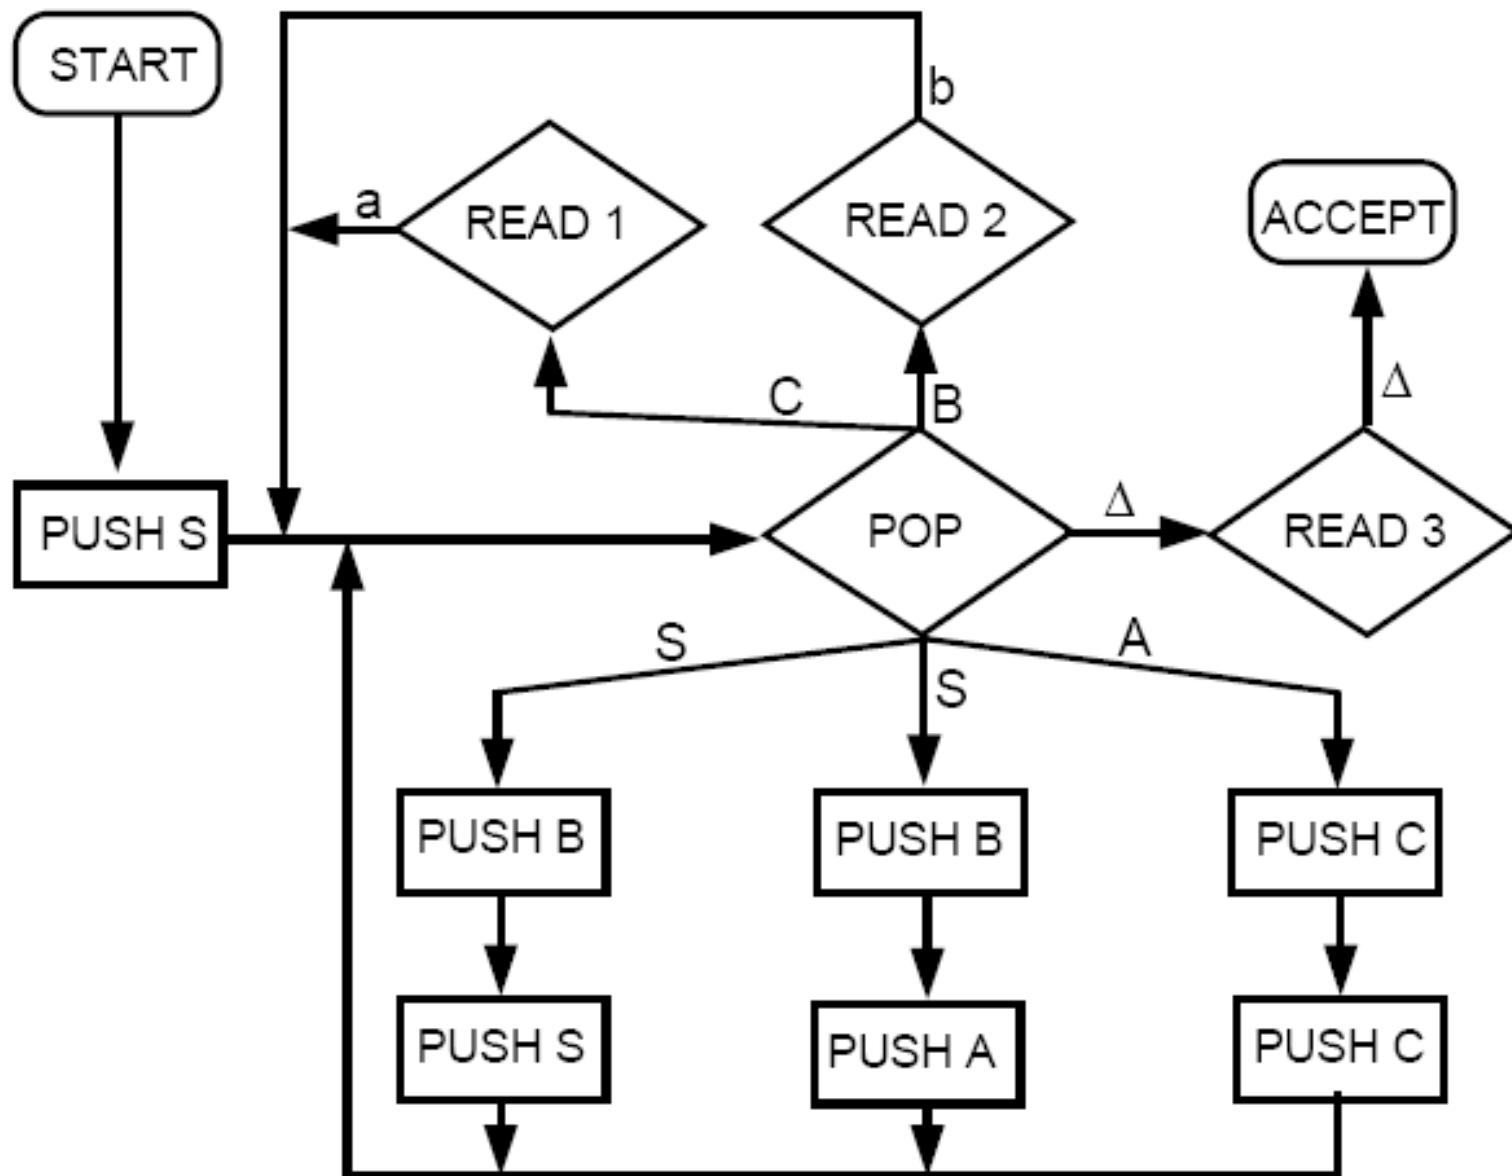 START
b
a
READ 1
READ 2
ACCEPT
C
B
Δ
PUSH S
POP
Δ
READ 3
S
S
A
PUSH B
PUSH B
PUSH C
PUSH S
PUSH A
PUSH C